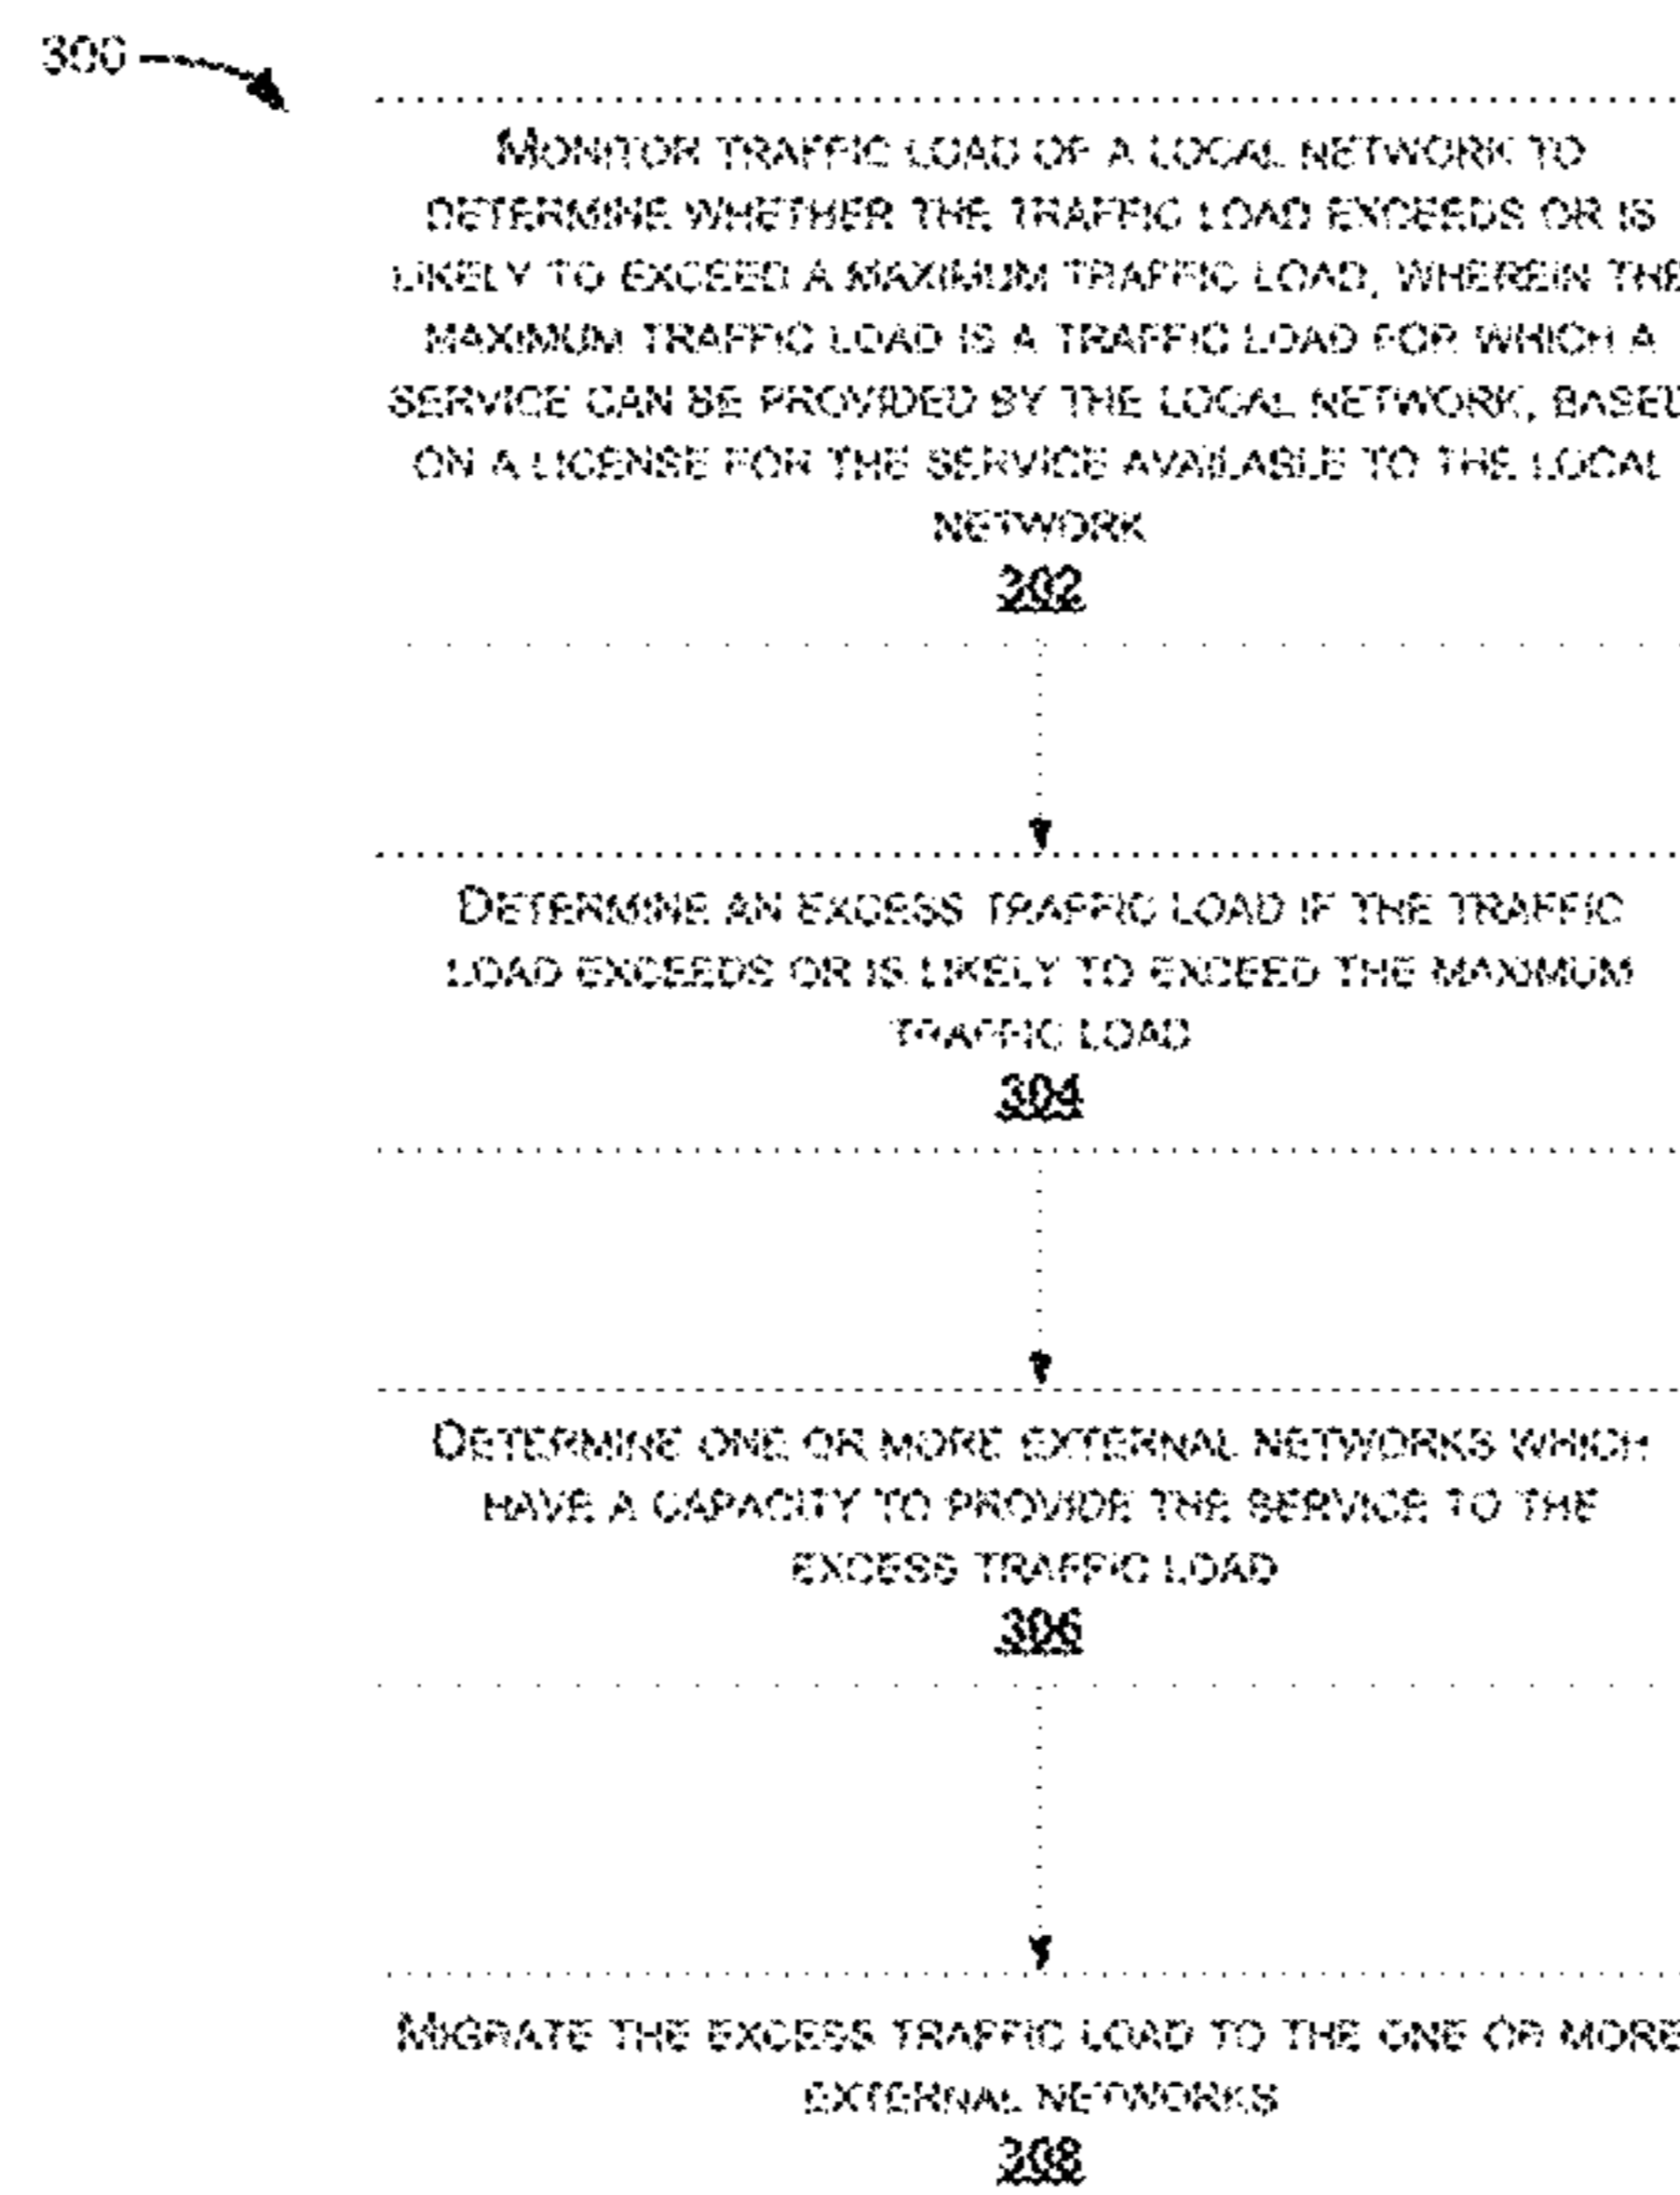 300
MONITOR TRAFFIC LOAD OF A LOCAL NETWORK TO
DETERMINE WHETHER THE TRAFFIC LOAD EXCEEDS OR IS
LIKELY TO EXCEED A MAXIMUM TRAFFIC LOAD, WHEREIN THE
MAXIMUM TRAFFIC LOAD IS A TRAFFIC LOAD FOR WHICH A
SERVICE CAN BE PROVIDED BY THE LOCAL NETWORK, BASED
ON A LICENSE FOR THE SERVICE AVAILABLE TO THE LOCAL
NETWORK
302
DETERMINE AN EXCESS TRAFFIC LOAD IF THE TRAFFIC
LOAD EXCEEDS OR IS LIKELY TO EXCEED THE MAXIMUM
TRAFFIC LOAD
304
DETERMINE ONE OR MORE EXTERNAL NETWORKS WHICH
HAVE A CAPACITY TO PROVIDE THE SERVICE TO THE
EXCESS TRAFFIC LOAD
306
MIGRATE THE EXCESS TRAFFIC LOAD TO THE ONE OR MORE
EXTERNAL NETWORKS
308